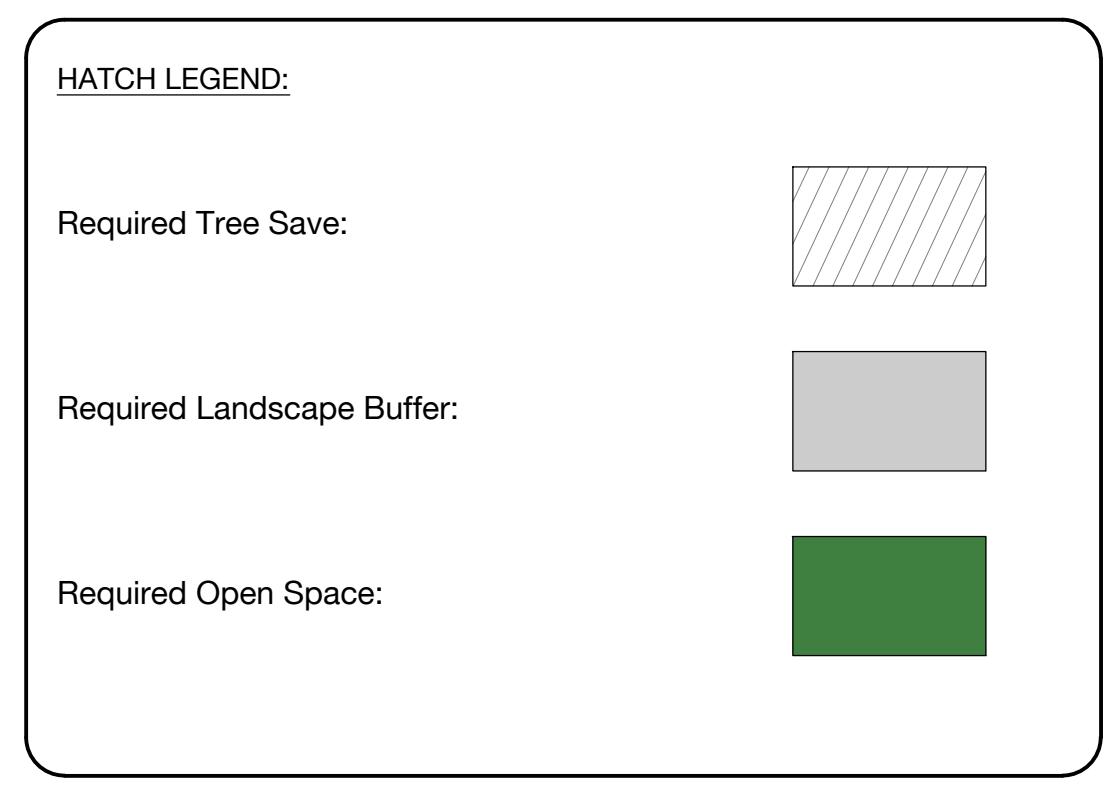 HATCH LEGEND:
Required Tree Save:
Required Landscape Buffer:
Required Open Space: